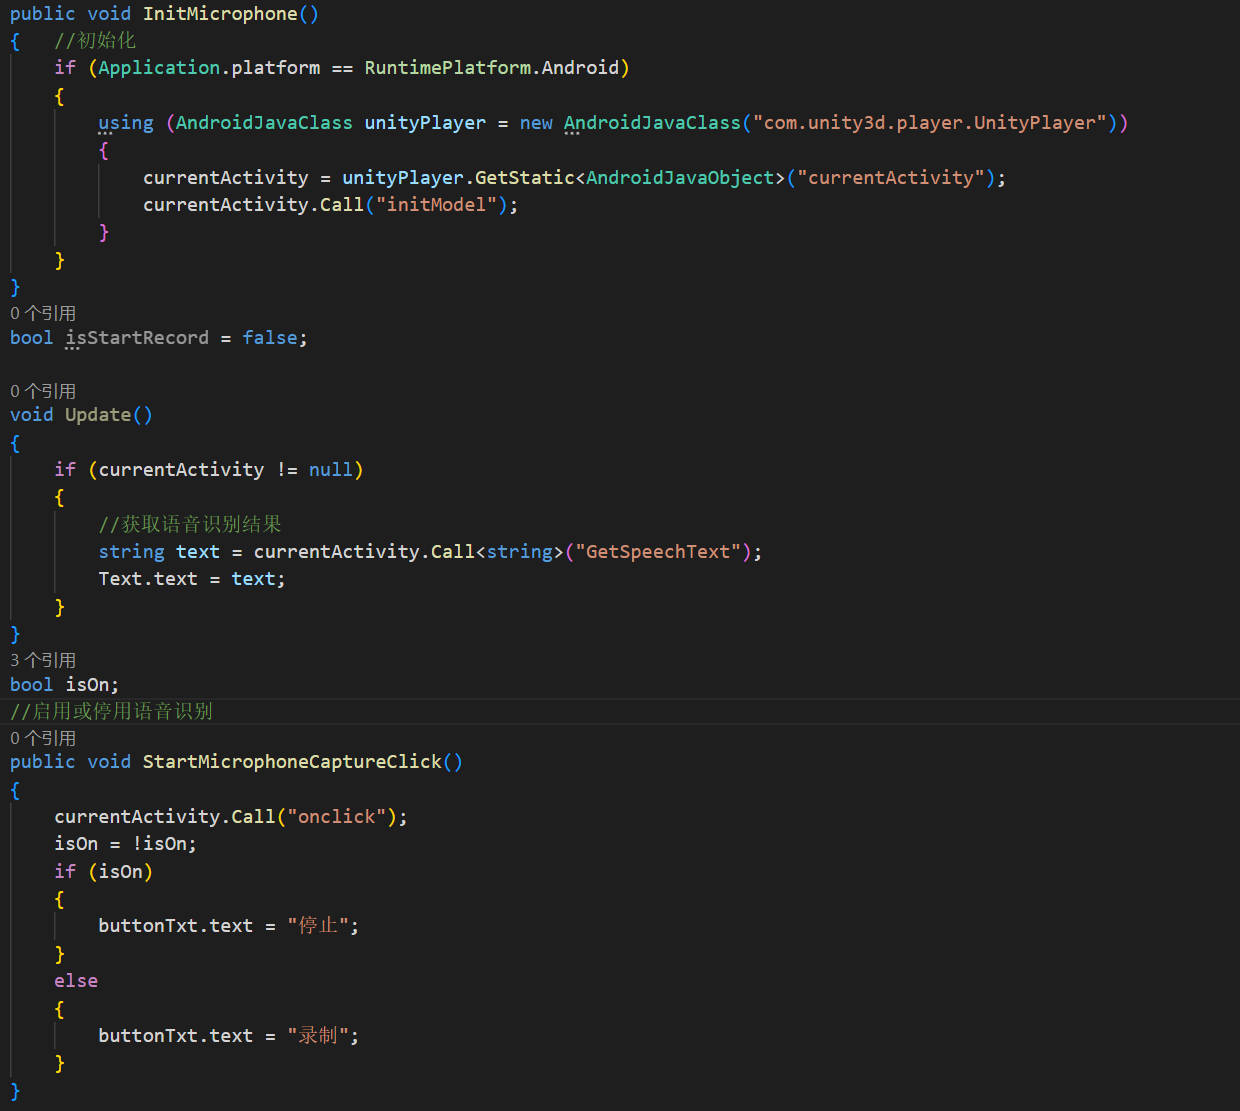 public void InitMicrophone()
{   //初始化
    if (Application.platform == RuntimePlatform.Android)
    {
        using (AndroidJavaClass unityPlayer = new AndroidJavaClass("com.unity3d.player.UnityPlayer"))
        {
            currentActivity = unityPlayer.GetStatic<AndroidJavaObject>("currentActivity");
            currentActivity.Call("initModel");
        }
    }
}
0 个引用
bool isStartRecord = false;

0 个引用
void Update()
{
    if (currentActivity != null)
    {
        //获取语音识别结果
        string text = currentActivity.Call<string>("GetSpeechText");
        Text.text = text;
    }
}
3 个引用
bool isOn;
//启用或停用语音识别
0 个引用
public void StartMicrophoneCaptureClick()
{
    currentActivity.Call("onclick");
    isOn = !isOn;
    if (isOn)
    {
        buttonTxt.text = "停止";
    }
    else
    {
        buttonTxt.text = "录制";
    }
}